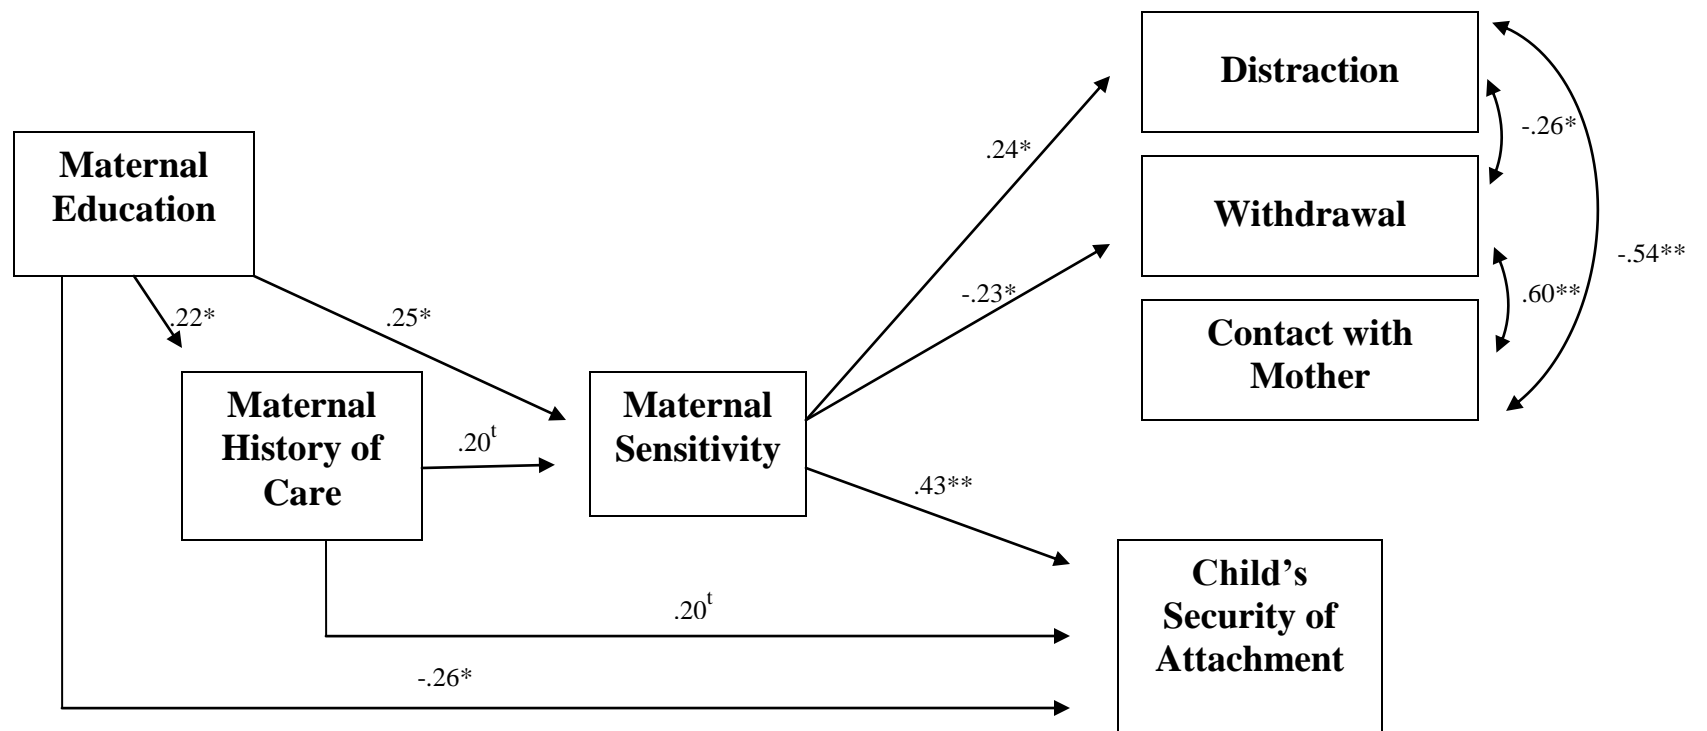 Distraction
-.26*
.24*
Maternal
Education
Withdrawal
-.54**
-.23*
.60**
.22*
.25*
Contact with
Mother
Maternal
History of
Care
.20t
Maternal
Sensitivity
.43**
Child’s
Security of
Attachment
.20t
-.26*